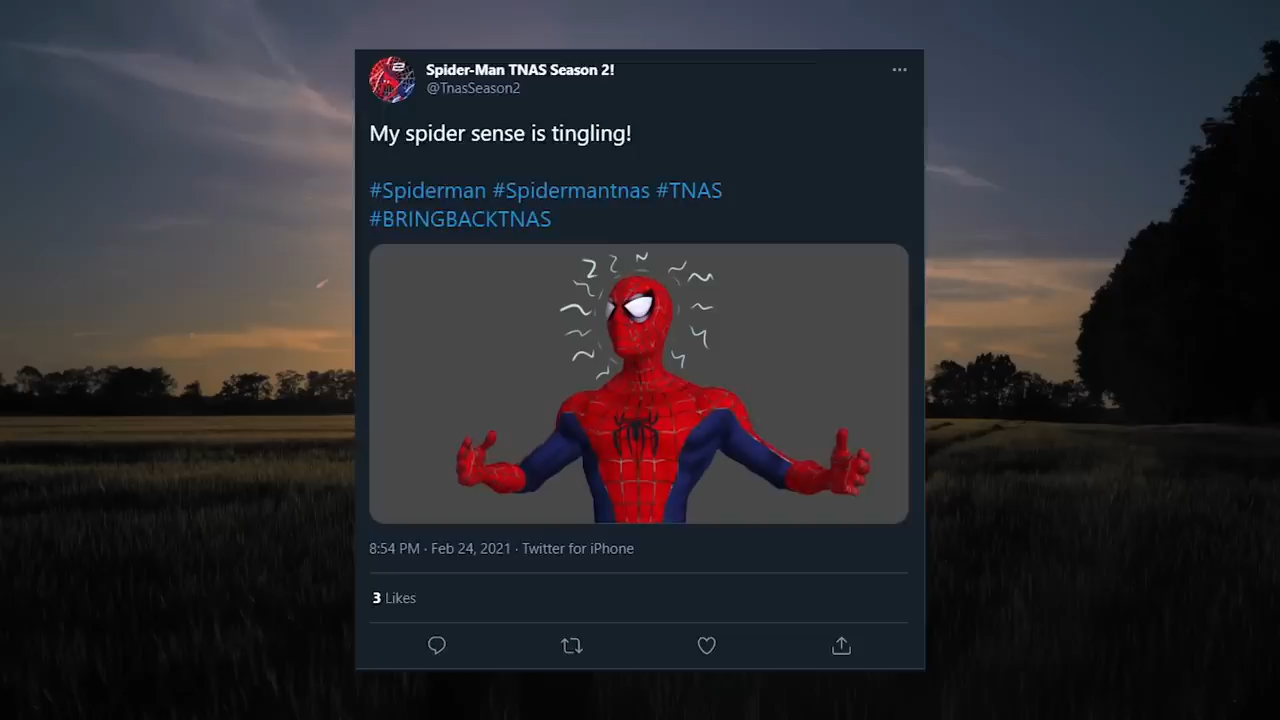 Spider-Man TNAS Season 2!
@TnasSeason2
My spider sense is tingling!
#Spiderman #Spidermantnas #TNAS
#BRINGBACKTNAS
8:54 PM · Feb 24, 2021 · Twitter for iPhone
3 Likes